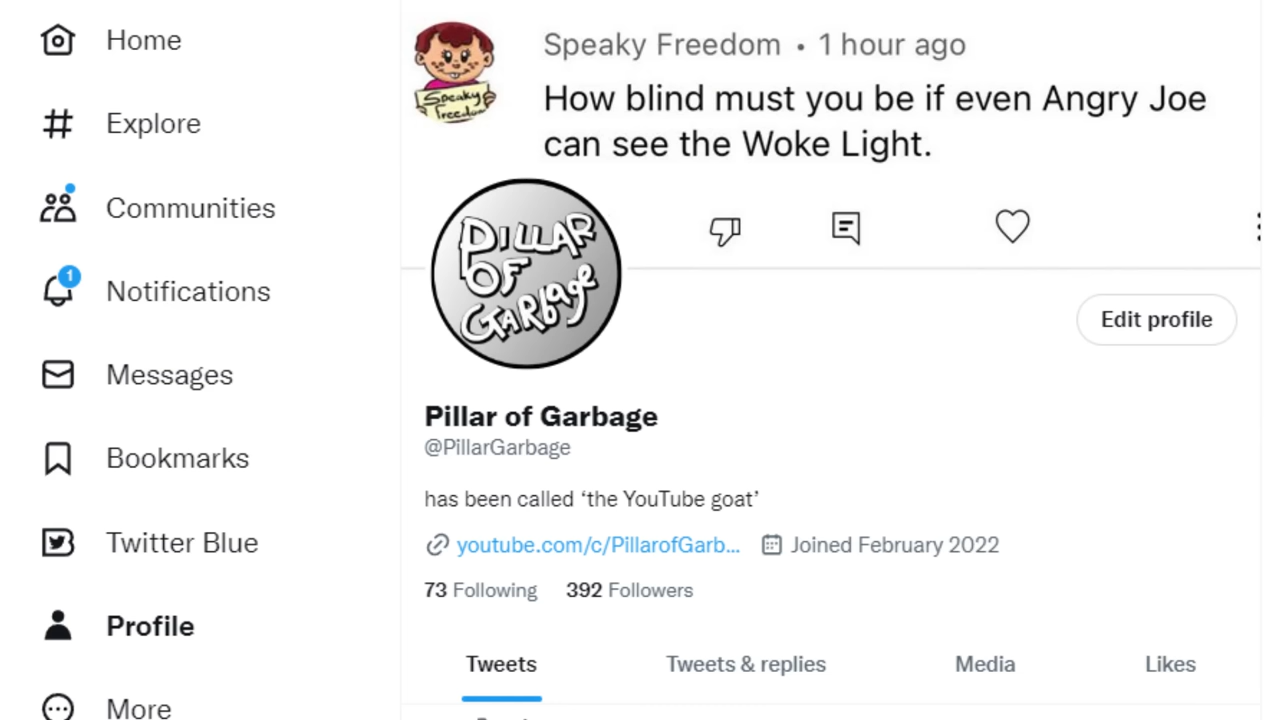 Home
Explore
Communities
1
Notifications
Messages
Bookmarks
Twitter Blue
Profile
More
Speaky Freedom • 1 hour ago
Speaky
Freedom
How blind must you be if even Angry Joe
can see the Woke Light.
PILLAR
OF
GARBage
Edit profile
Pillar of Garbage
@PillarGarbage
has been called ‘the YouTube goat’
youtube.com/c/PillarofGarb...
Joined February 2022
73 Following 392 Followers
Tweets Tweets & replies Media Likes